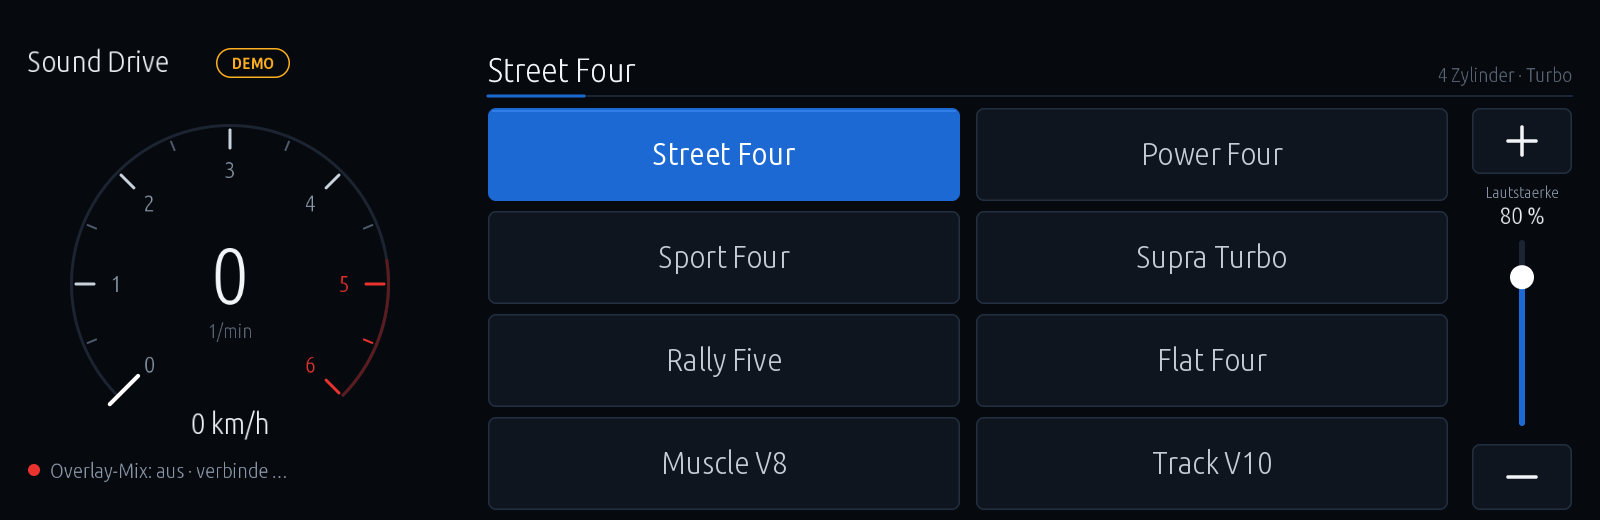 Sound Drive
DEMO
0
1
2
3
4
5
6
0
1/min
0 km/h
Overlay-Mix: aus · verbinde ...
Street Four
4 Zylinder · Turbo
Street Four
Power Four
Sport Four
Supra Turbo
Rally Five
Flat Four
Muscle V8
Track V10
+
Lautstaerke
80 %
−